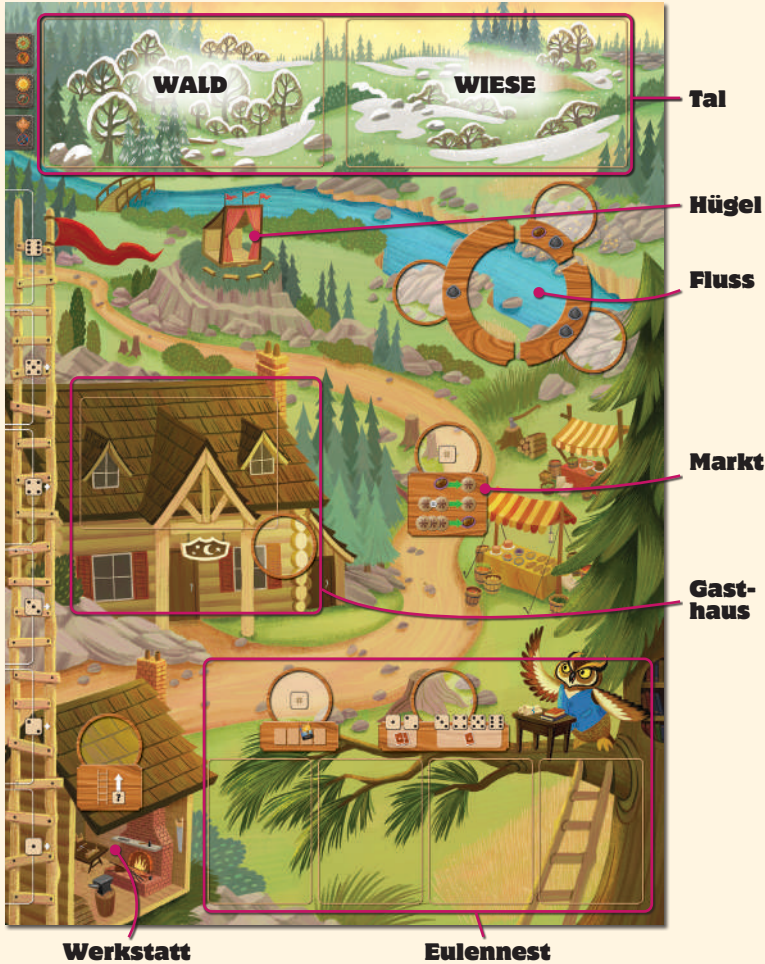 WALD
WIESE
Tal
Hügel
Fluss
Markt
Gast-
haus
Werkstatt
Eulennest